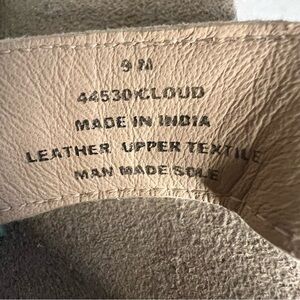 9 M
44530/CLOUD
MADE IN INDIA
LEATHER UPPER TEXTILE
MAN MADE SOLE